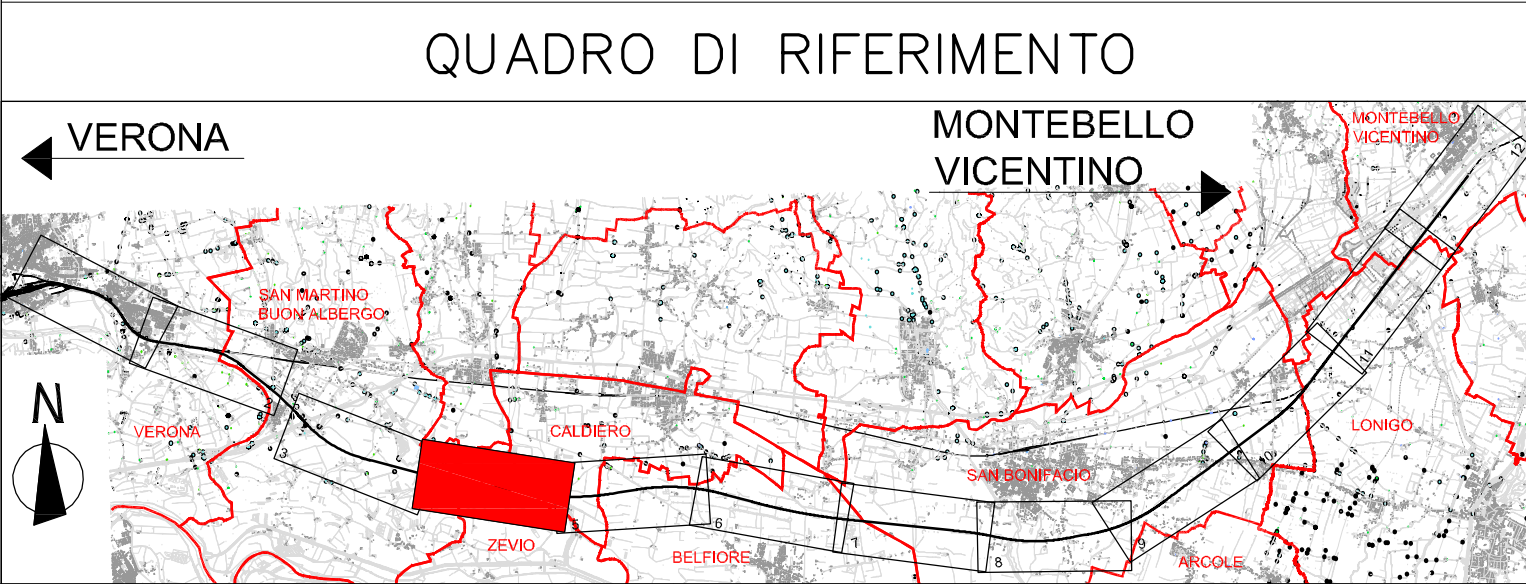 QUADRO DI RIFERIMENTO
VERONA
MONTEBELLO
VICENTINO
MONTEBELLO
VICENTINO
12
SAN MARTINO
BUON ALBERGO
N
VERONA
3
CALDIERO
11
LONIGO
SAN BONIFACIO
10
5
6
7
8
9
ZEVIO
BELFIORE
ARCOLE